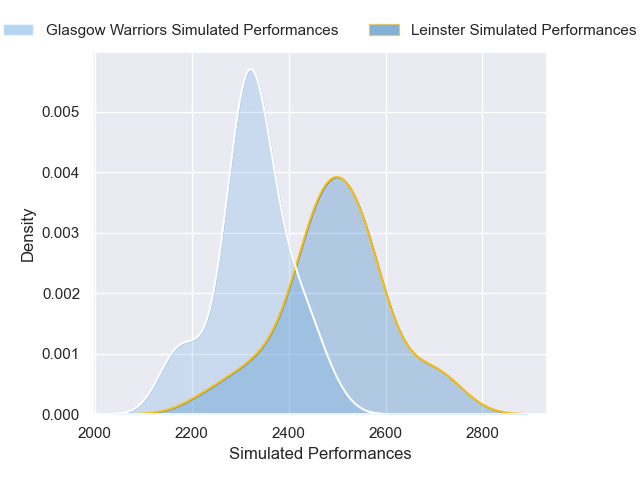 Glasgow Warriors Simulated Performances
Leinster Simulated Performances
0.005
0.004
0.003
0.002
0.001
0.000
Density
2000 2200 2400 2600 2800
Simulated Performances